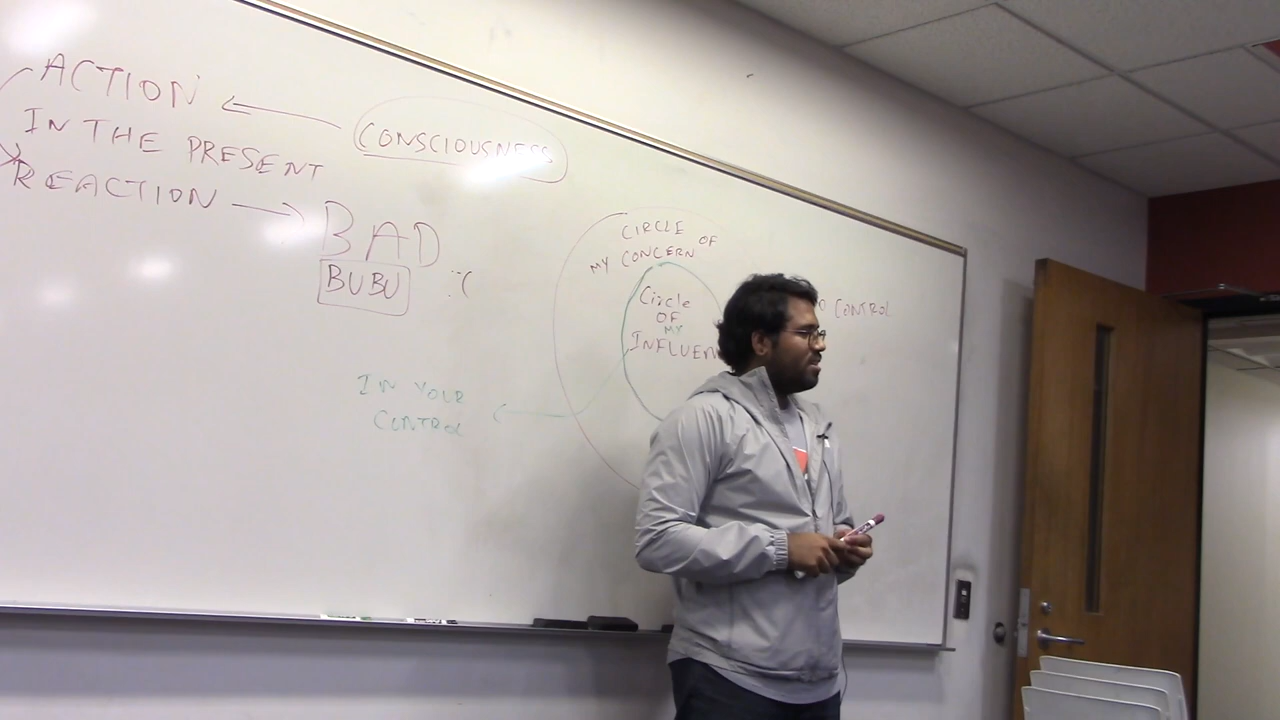 ACTION
IN THE PRESENT
REACTION
CONSCIOUSNESS
BAD
BUBU :(
CIRCLE OF
MY CONCERN
Circle
OF
MY
INFLUEN
CONTROL
IN YOUR
CONTROL